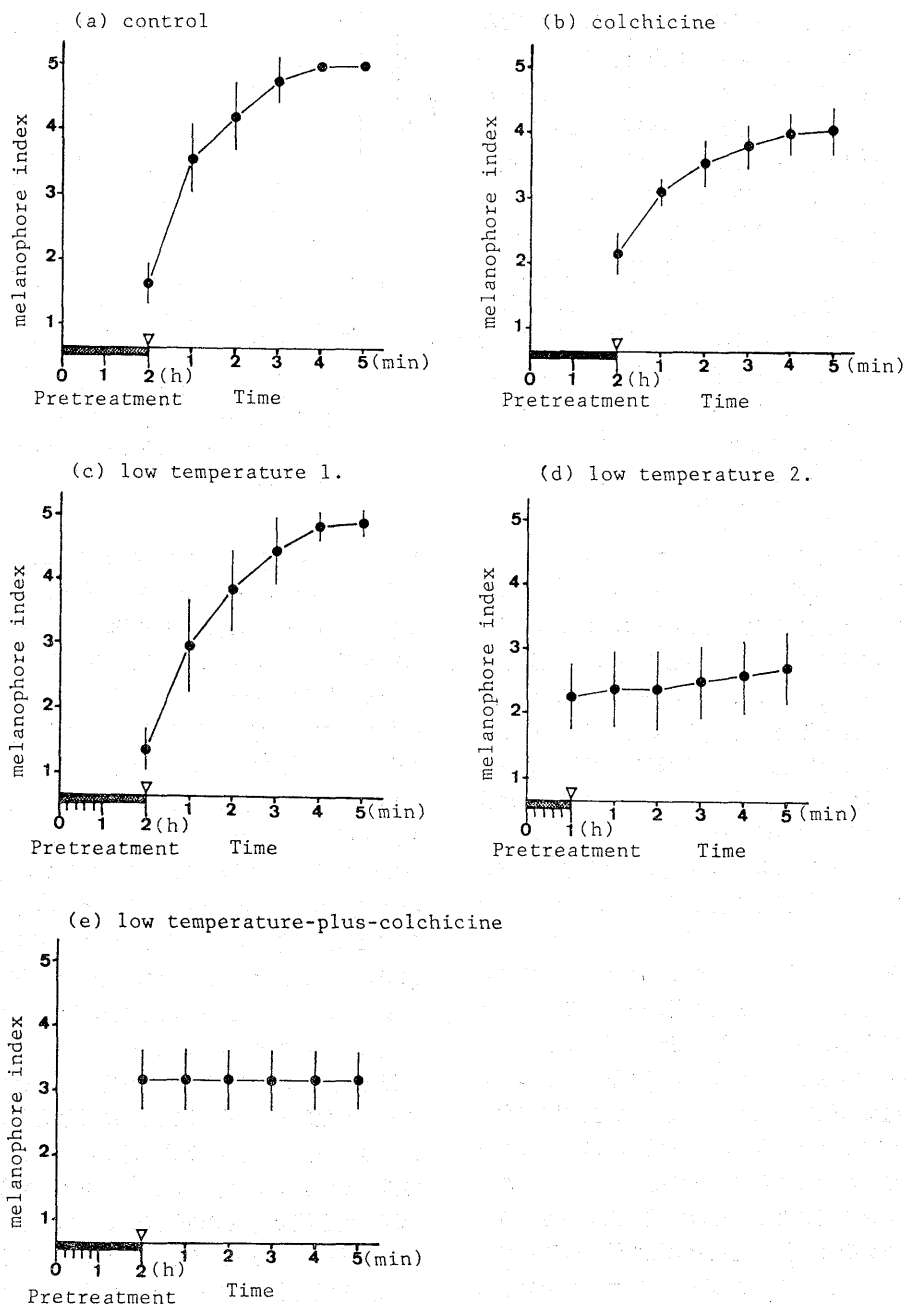 (a) control
melanophore index
5
4
3
2
1
0 1 2 (h) 1 2 3 4 5 (min)
Pretreatment Time
(b) colchicine
melanophore index
5
4
3
2
1
0 1 2 (h) 1 2 3 4 5 (min)
Pretreatment Time
(c) low temperature 1.
melanophore index
5
4
3
2
1
0 1 2 (h) 1 2 3 4 5 (min)
Pretreatment Time
(d) low temperature 2.
melanophore index
5
4
3
2
1
0 1 (h) 1 2 3 4 5 (min)
Pretreatment Time
(e) low temperature-plus-colchicine
melanophore index
5
4
3
2
1
0 1 2 (h) 1 2 3 4 5 (min)
Pretreatment Time